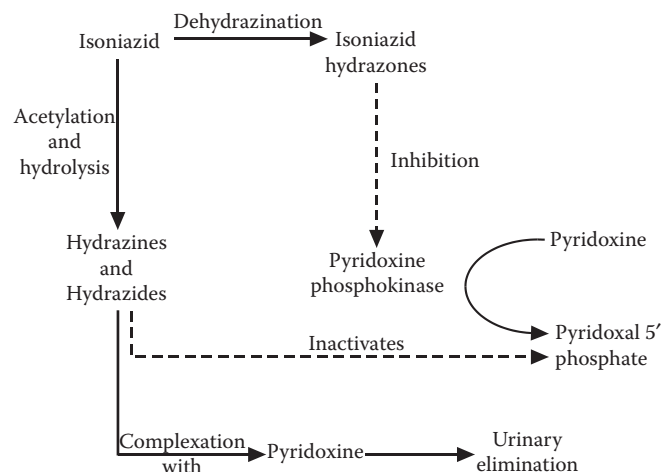 Dehydrazination
Isoniazid
Isoniazid
hydrazones
Acetylation
and
hydrolysis
Inhibition
Hydrazines
and
Hydrazides
Pyridoxine
phosphokinase
Pyridoxine
Pyridoxal 5′
phosphate
Inactivates
Complexation
with
Pyridoxine
Urinary
elimination